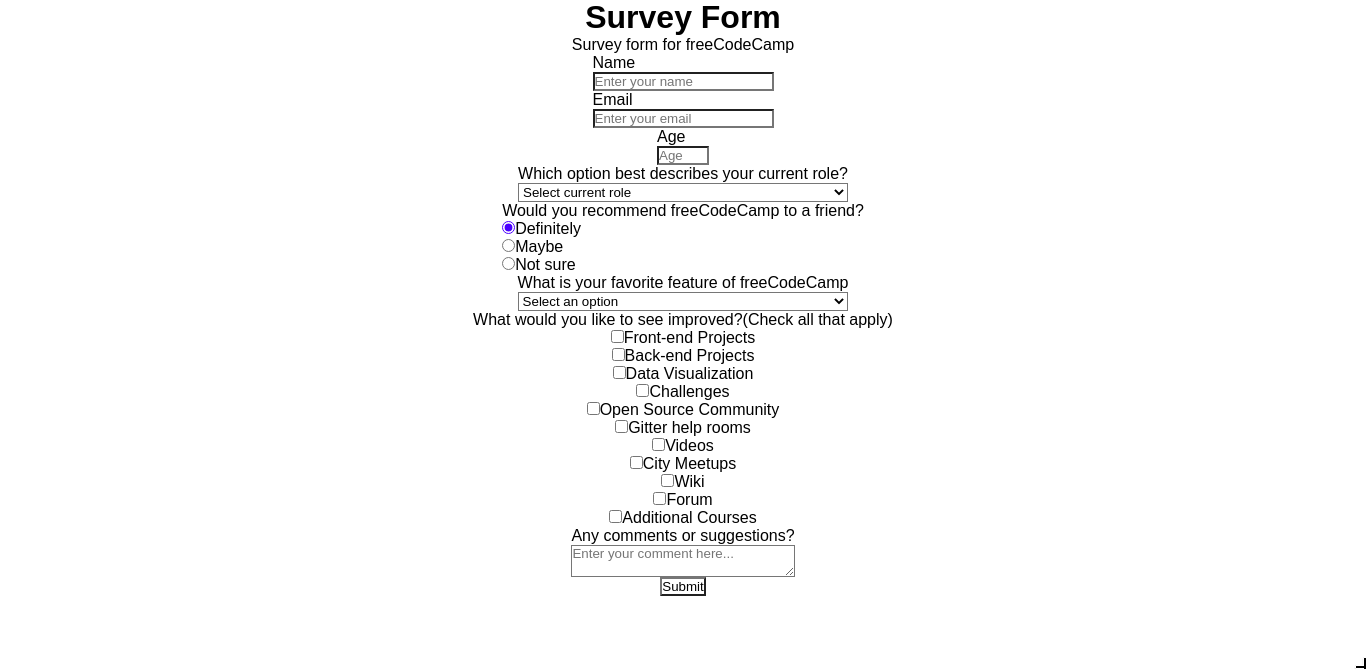 Survey Form
Survey form for freeCodeCamp
Name
Enter your name
Email
Enter your email
Age
Age
Which option best describes your current role?
Select current role
Would you recommend freeCodeCamp to a friend?
Definitely
Maybe
Not sure
What is your favorite feature of freeCodeCamp
Select an option
What would you like to see improved?(Check all that apply)
Front-end Projects
Back-end Projects
Data Visualization
Challenges
Open Source Community
Gitter help rooms
Videos
City Meetups
Wiki
Forum
Additional Courses
Any comments or suggestions?
Enter your comment here...
Submit